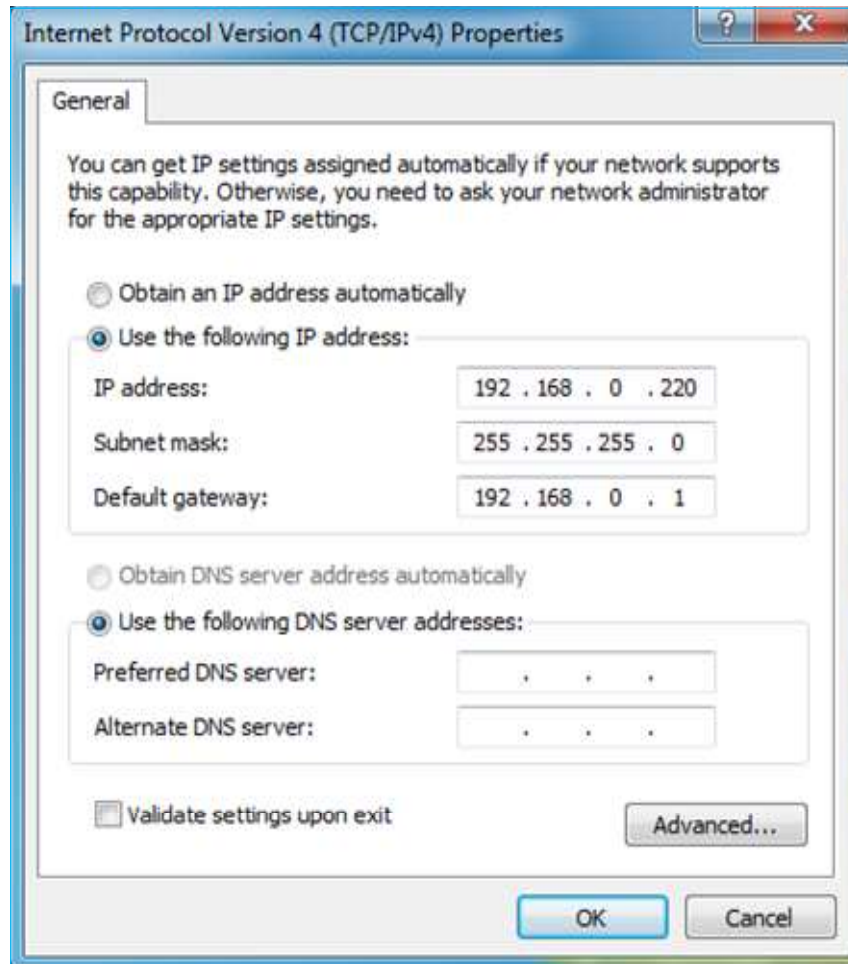 Internet Protocol Version 4 (TCP/IPv4) Properties
General
You can get IP settings assigned automatically if your network supports
this capability. Otherwise, you need to ask your network administrator
for the appropriate IP settings.
Obtain an IP address automatically
Use the following IP address:
IP address: 192 . 168 . 0 . 220
Subnet mask: 255 . 255 . 255 . 0
Default gateway: 192 . 168 . 0 . 1
Obtain DNS server address automatically
Use the following DNS server addresses:
Preferred DNS server: . . .
Alternate DNS server: . . .
Validate settings upon exit
Advanced...
OK Cancel